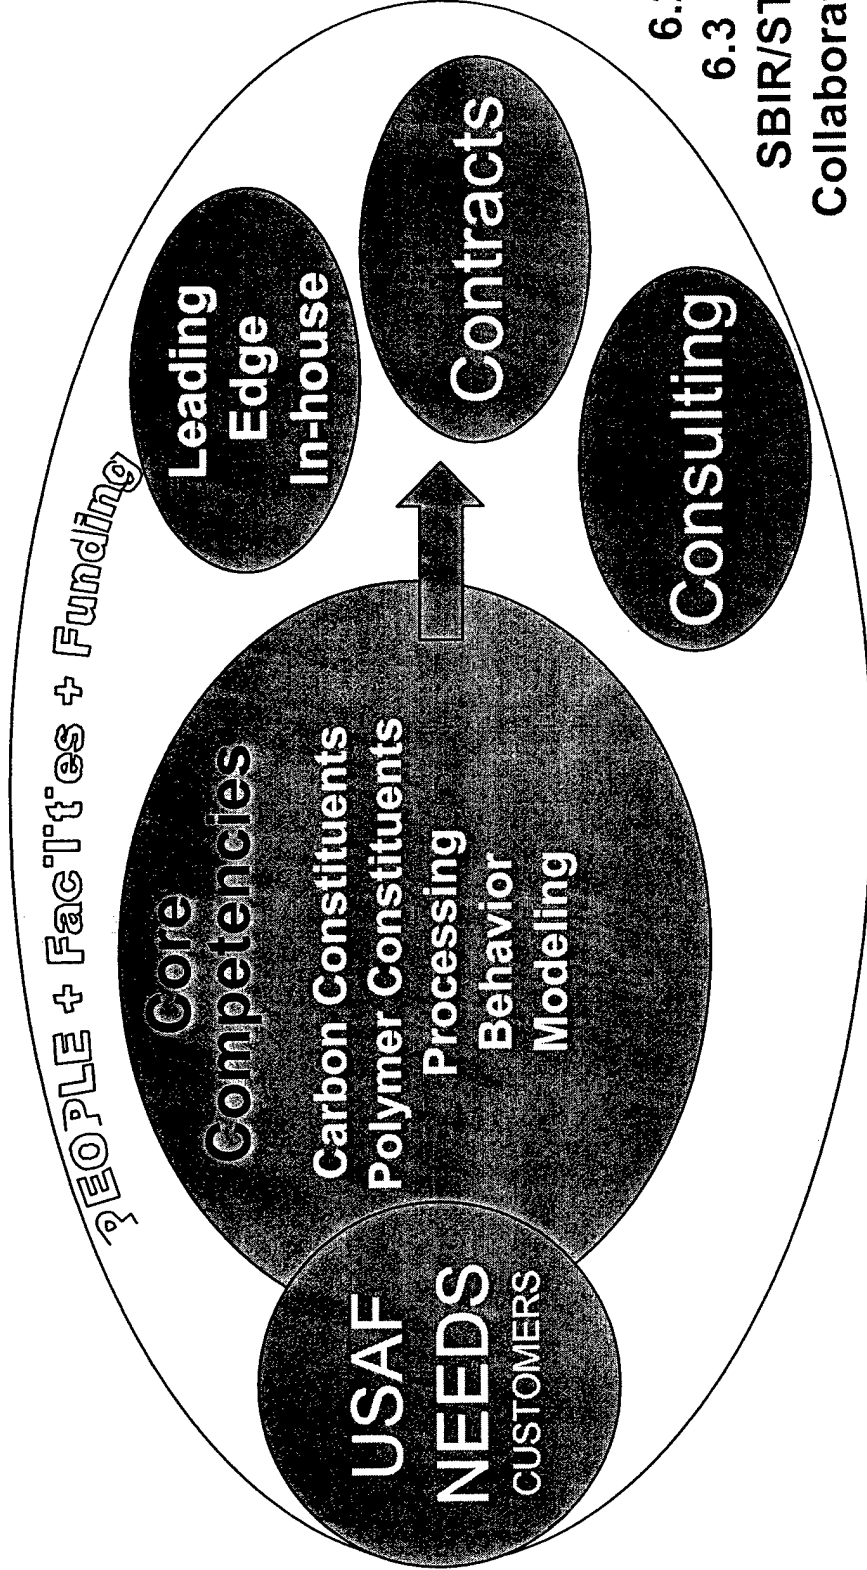 PEOPLE + Facilities + Funding
USAF
NEEDS
CUSTOMERS
Core
Competencies
Carbon Constituents
Polymer Constituents
Processing
Behavior
Modeling
Leading
Edge
In-house
Contracts
Consulting
6.
6.3
SBIR/ST
Collabora